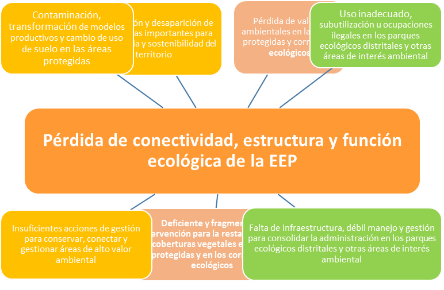 Contaminación,
transformación de modelos
productivos y cambio de uso
de suelo en las áreas
protegidas
ón y desaparición de
as importantes para
a y sostenibilidad del
territorio
Pérdida de va
ambientales en l
protegidas y cor
ecológicos
Uso inadecuado,
subutilización u ocupaciones
ilegales en los parques
ecológicos distritales y otras
áreas de interés ambiental
Pérdida de conectividad, estructura y función
ecológica de la EEP
Insuficientes acciones de gestión
para conservar, conectar y
gestionar áreas de alto valor
ambiental
Deficiente y fragme
ervención para la resta
coberturas vegetales e
protegidas y en los cor
ecológicos
Falta de infraestructura, débil manejo y gestión
para consolidar la administración en los parques
ecológicos distritales y otras áreas de interés
ambiental